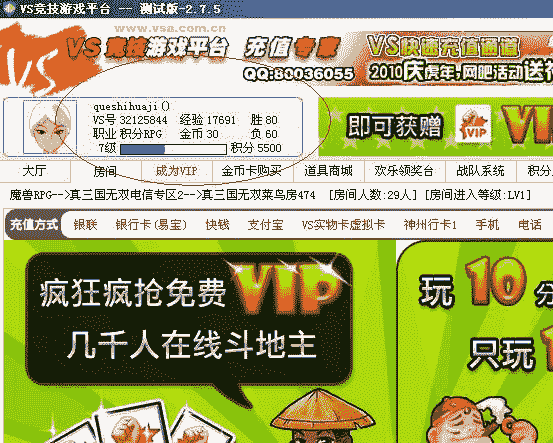 VS竞技游戏平台 -- 测试版-2.7.5
www.vsa.com.cn
VS 竞技游戏平台 充值专家
QQ:80036055
VS快速充值通道
2010庆虎年,网吧活动送
VS
queshihuaji()
VS号 32125844 经验 17691 胜 80
职业 积分RPG 金币 30 负 60
7级 积分 5500
即可获赠 VIP
大厅 房间 成为VIP 金币卡购买 道具商城 欢乐领奖台 战队系统 积分
魔兽RPG-->真三国无双电信专区2-->真三国无双菜鸟房474 [房间人数:29人] [房间进入等级:LV1]
充值方式 银联 银行卡(易宝) 快钱 支付宝 VS实物卡虚拟卡 神州行卡1 手机 电话
疯狂疯抢免费VIP
几千人在线斗地主
玩10分
只玩1